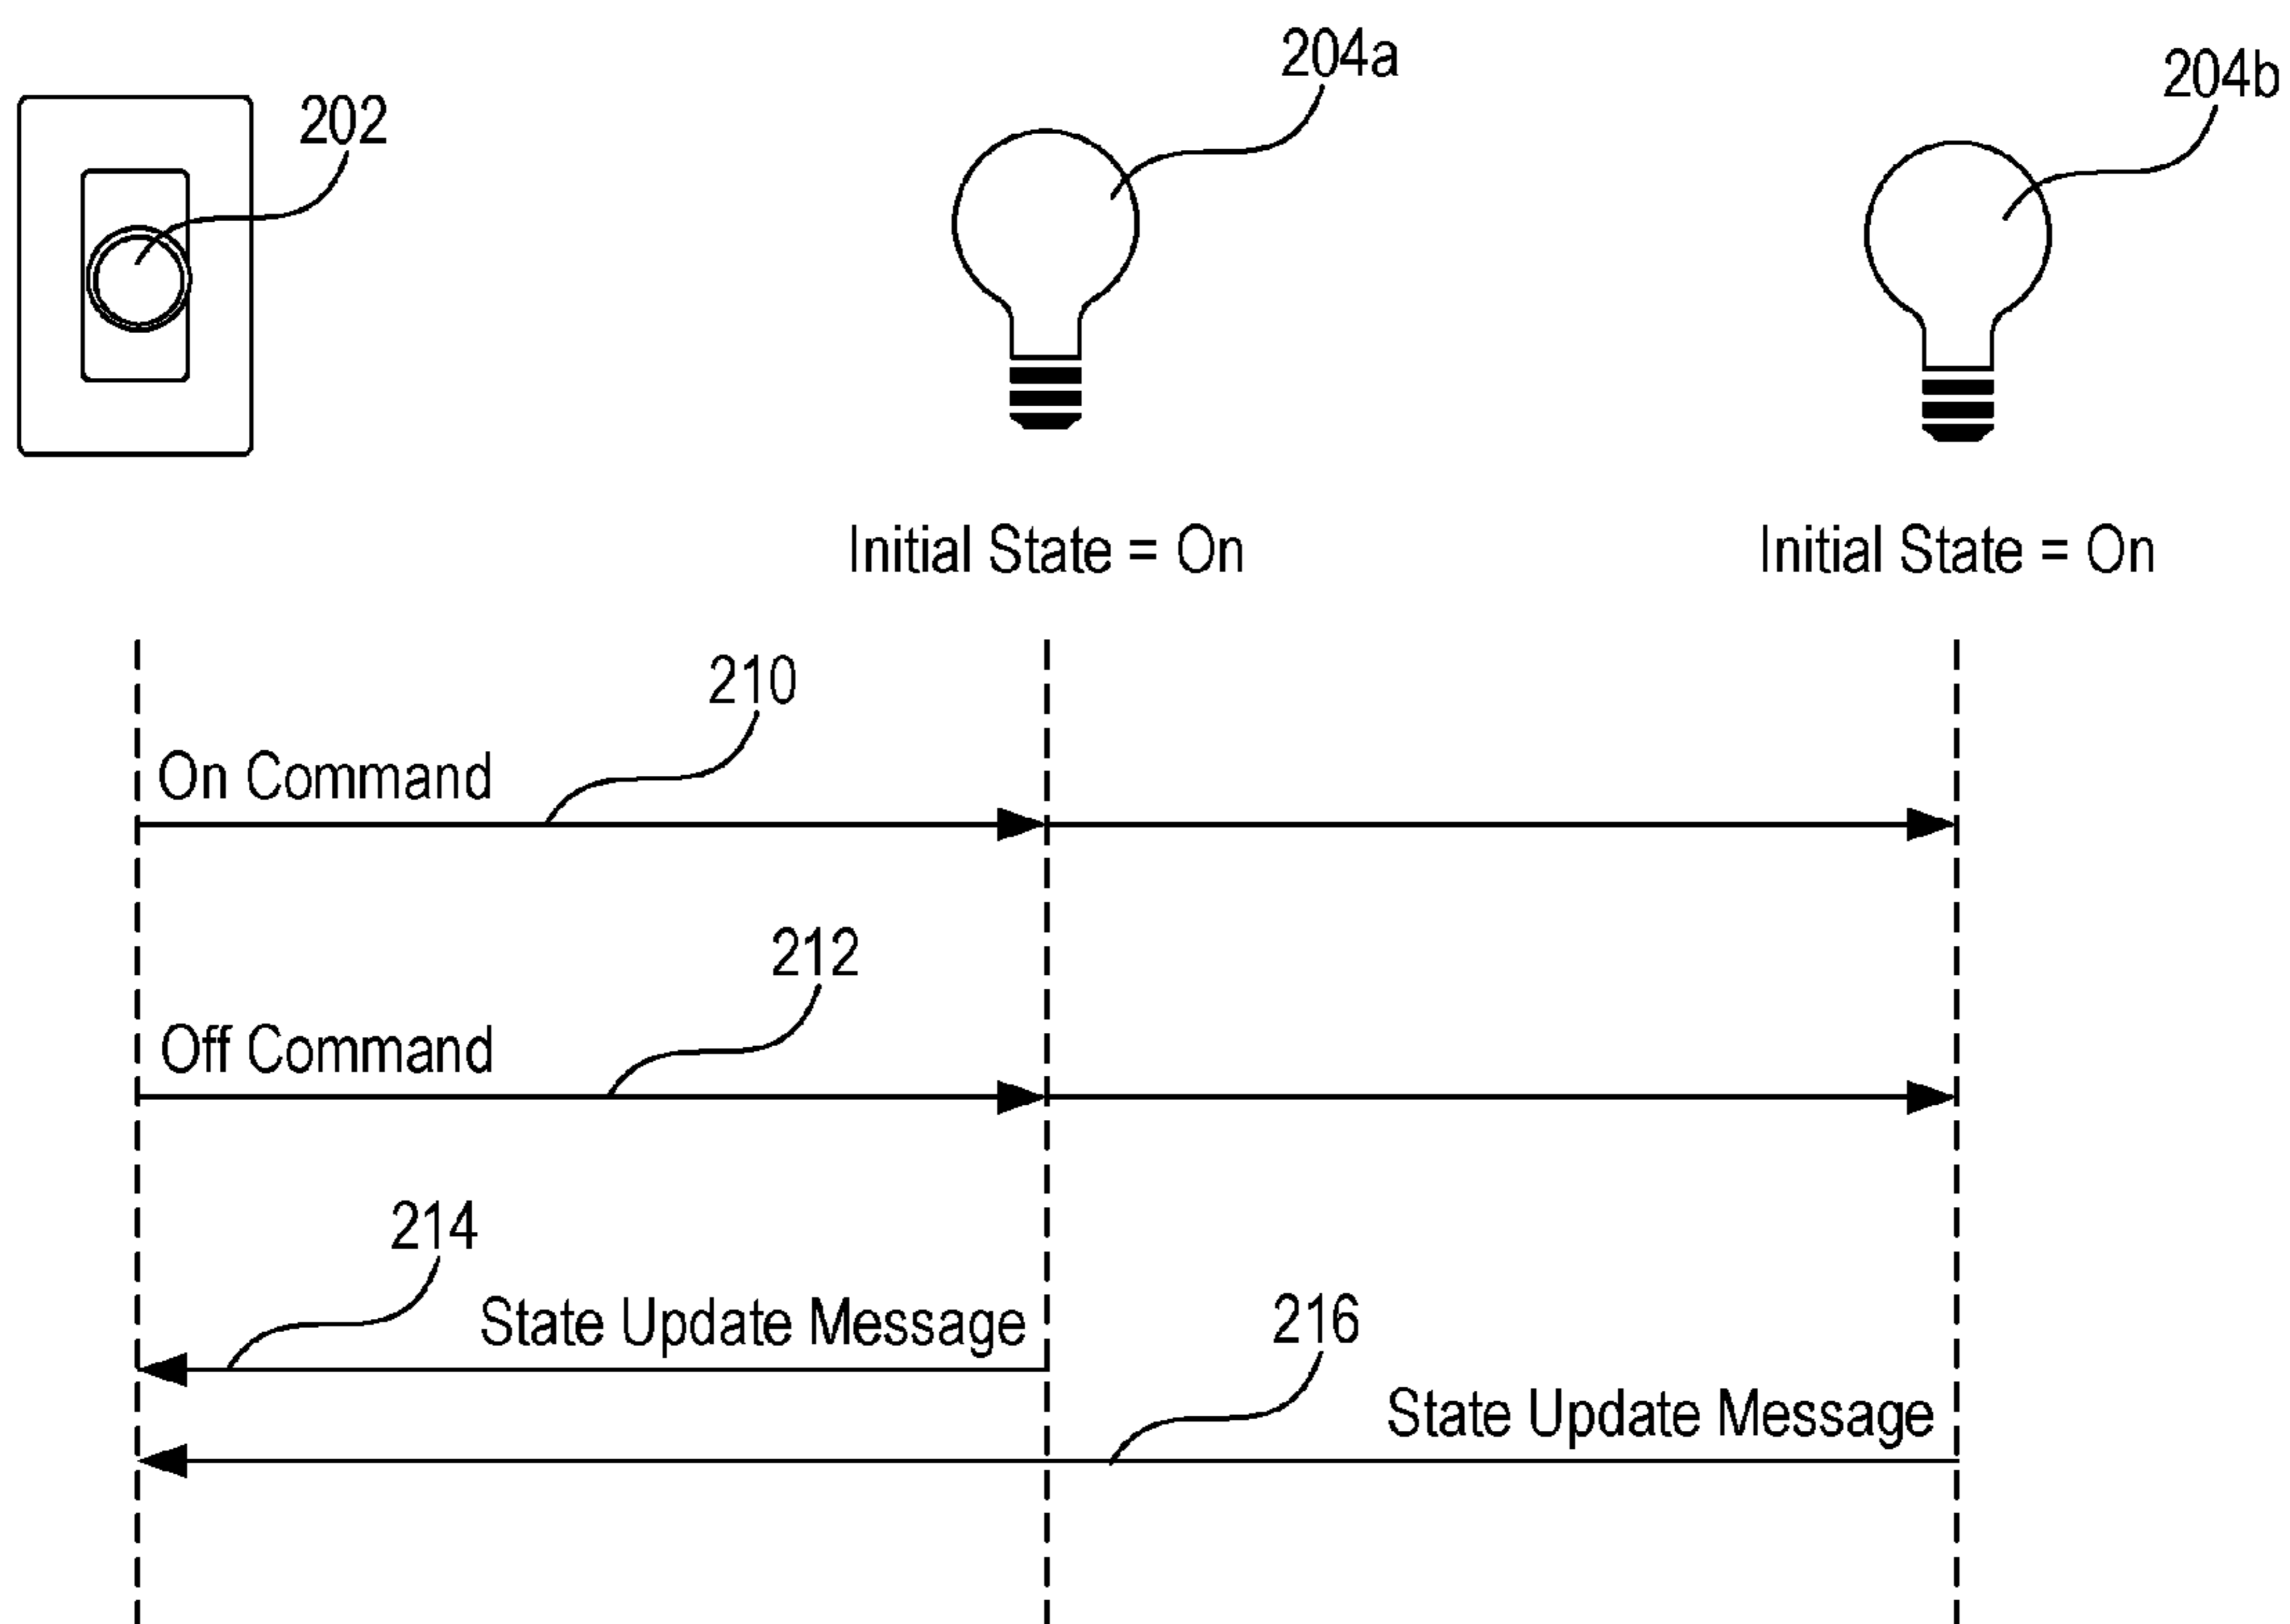 204a
204b
202
Initial State = On
Initial State = On
210
On Command
212
Off Command
214
State Update Message
216
State Update Message